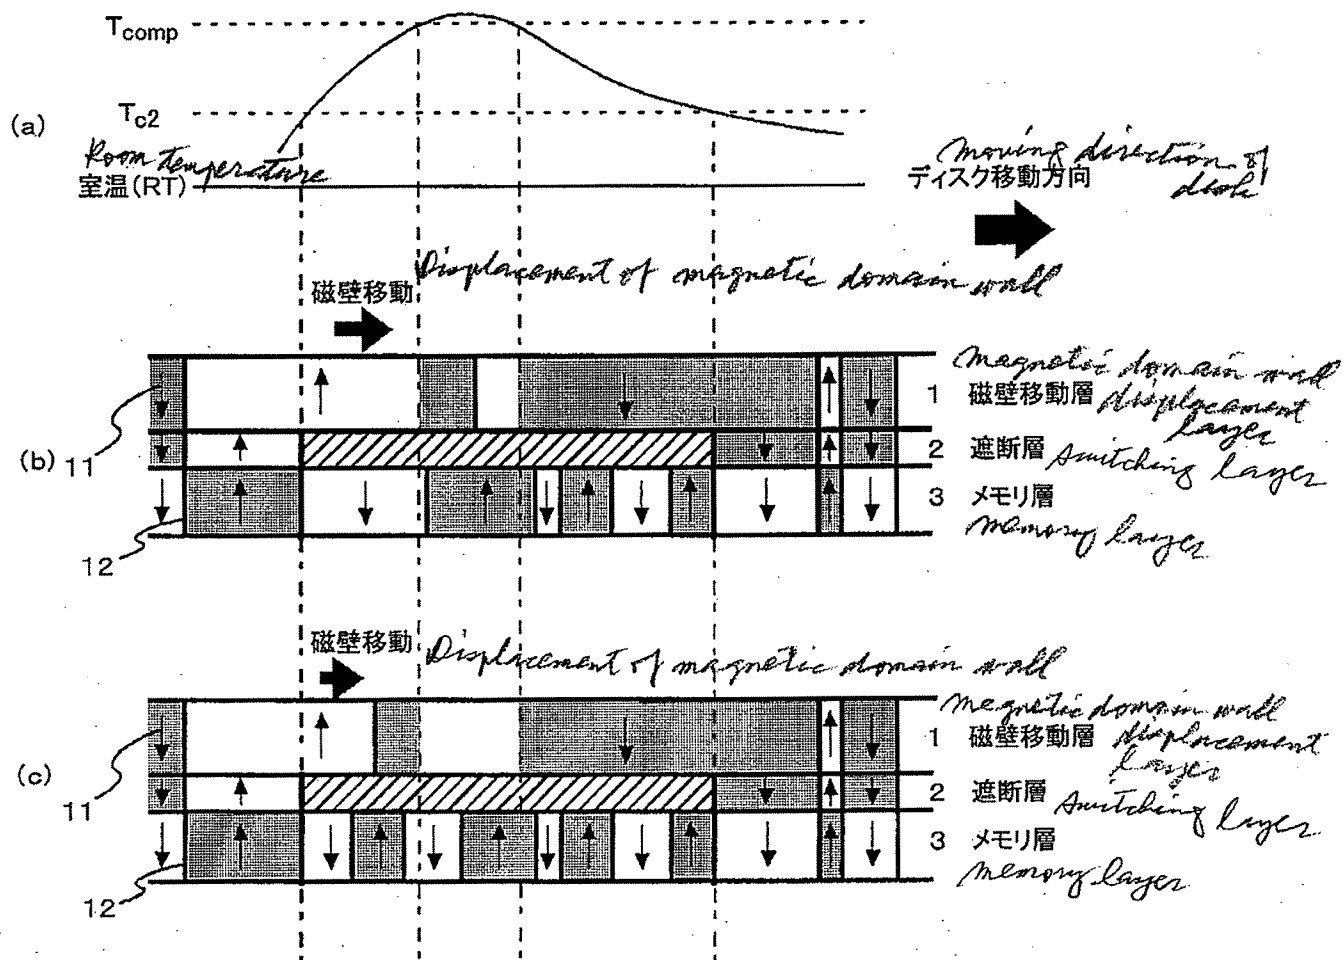 Tcomp
(a)
Tc2
Room temperature
室温(RT)
moving direction of disk
ディスク移動方向
Displacement of magnetic domain wall
磁壁移動
magnetic domain wall displacement layer
1 磁壁移動層
(b)
11
2 遮断層
switching layer
3 メモリ層
memory layer
12
磁壁移動
Displacement of magnetic domain wall
magnetic domain wall displacement layer
1 磁壁移動層
(c)
11
2 遮断層
switching layer
3 メモリ層
memory layer
12